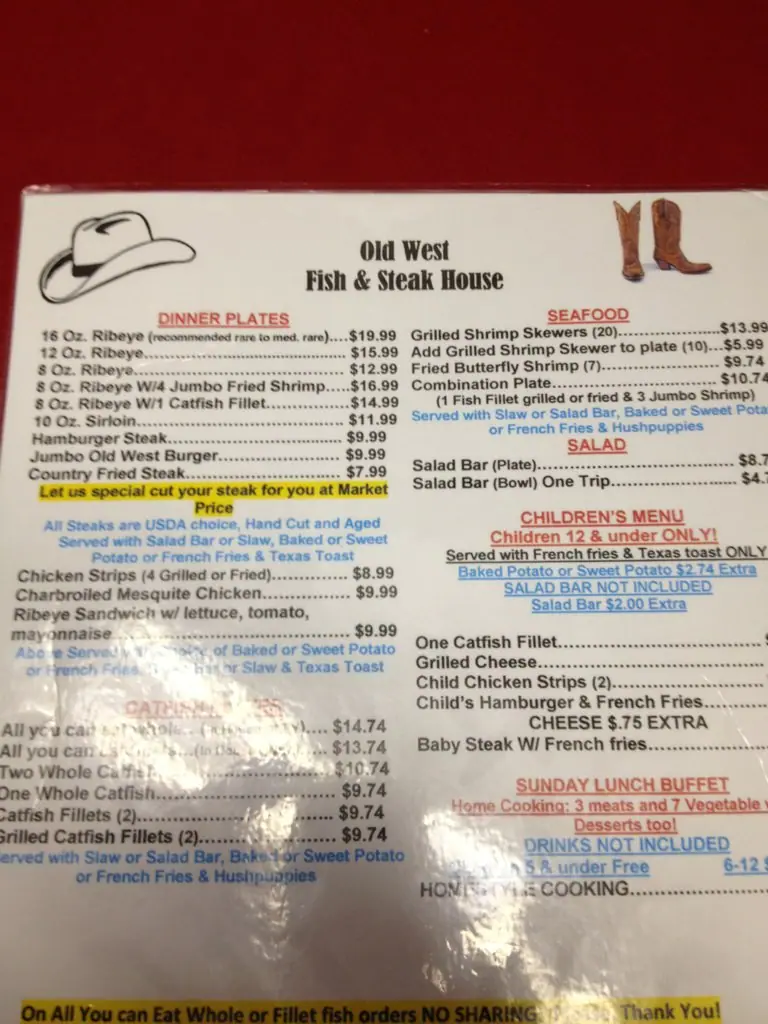 Old West
Fish & Steak House
DINNER PLATES
16 Oz. Ribeye (recommended rare to med. rare)....$19.99
12 Oz. Ribeye.................................................. $15.99
8 Oz. Ribeye.................................................... $12.99
8 Oz. Ribeye W/4 Jumbo Fried Shrimp......$16.99
8 Oz. Ribeye W/1 Catfish Fillet....................$14.99
10 Oz. Sirloin................................................... $11.99
Hamburger Steak............................................ $9.99
Jumbo Old West Burger................................ $9.99
Country Fried Steak....................................... $7.99
Let us special cut your steak for you at Market
Price
All Steaks are USDA choice, Hand Cut and Aged
Served with Salad Bar or Slaw, Baked or Sweet
Potato or French Fries & Texas Toast
Chicken Strips (4 Grilled or Fried)................... $8.99
Charbroiled Mesquite Chicken...................... $9.99
Ribeye Sandwich w/ lettuce, tomato,
mayonnaise...................................................... $9.99
Above Served of Baked or Sweet Potato
or French Fries, or Slaw & Texas Toast
CATFISH
All you can .... $14.74
All you can .... $13.74
Two Whole Catfish $10.74
One Whole Catfish........................................ $9.74
Catfish Fillets (2)........................................... $9.74
Grilled Catfish Fillets (2)............................... $9.74
erved with Slaw or Salad Bar, Baked or Sweet Potato
or French Fries & Hushpuppies
SEAFOOD
Grilled Shrimp Skewers (20).........................$13.99
Add Grilled Shrimp Skewer to plate (10)...$5.99
Fried Butterfly Shrimp (7)............................. $9.74
Combination Plate......................................... $10.74
(1 Fish Fillet grilled or fried & 3 Jumbo Shrimp)
Served with Slaw or Salad Bar, Baked or Sweet Pota
or French Fries & Hushpuppies
SALAD
Salad Bar (Plate)............................................. $8.7
Salad Bar (Bowl) One Trip............................. $4.7
CHILDREN'S MENU
Children 12 & under ONLY!
Served with French fries & Texas toast ONLY
Baked Potato or Sweet Potato $2.74 Extra
SALAD BAR NOT INCLUDED
Salad Bar $2.00 Extra
One Catfish Fillet..................................................
Grilled Cheese......................................................
Child Chicken Strips (2)......................................
Child's Hamburger & French Fries....................
CHEESE $.75 EXTRA
Baby Steak W/ French fries................................
SUNDAY LUNCH BUFFET
Home Cooking: 3 meats and 7 Vegetable
Desserts too!
DRINKS NOT INCLUDED
5 & under Free 6-12
HOMESTYLE COOKING................................
On All You can Eat Whole or Fillet fish orders NO SHARING Thank You!